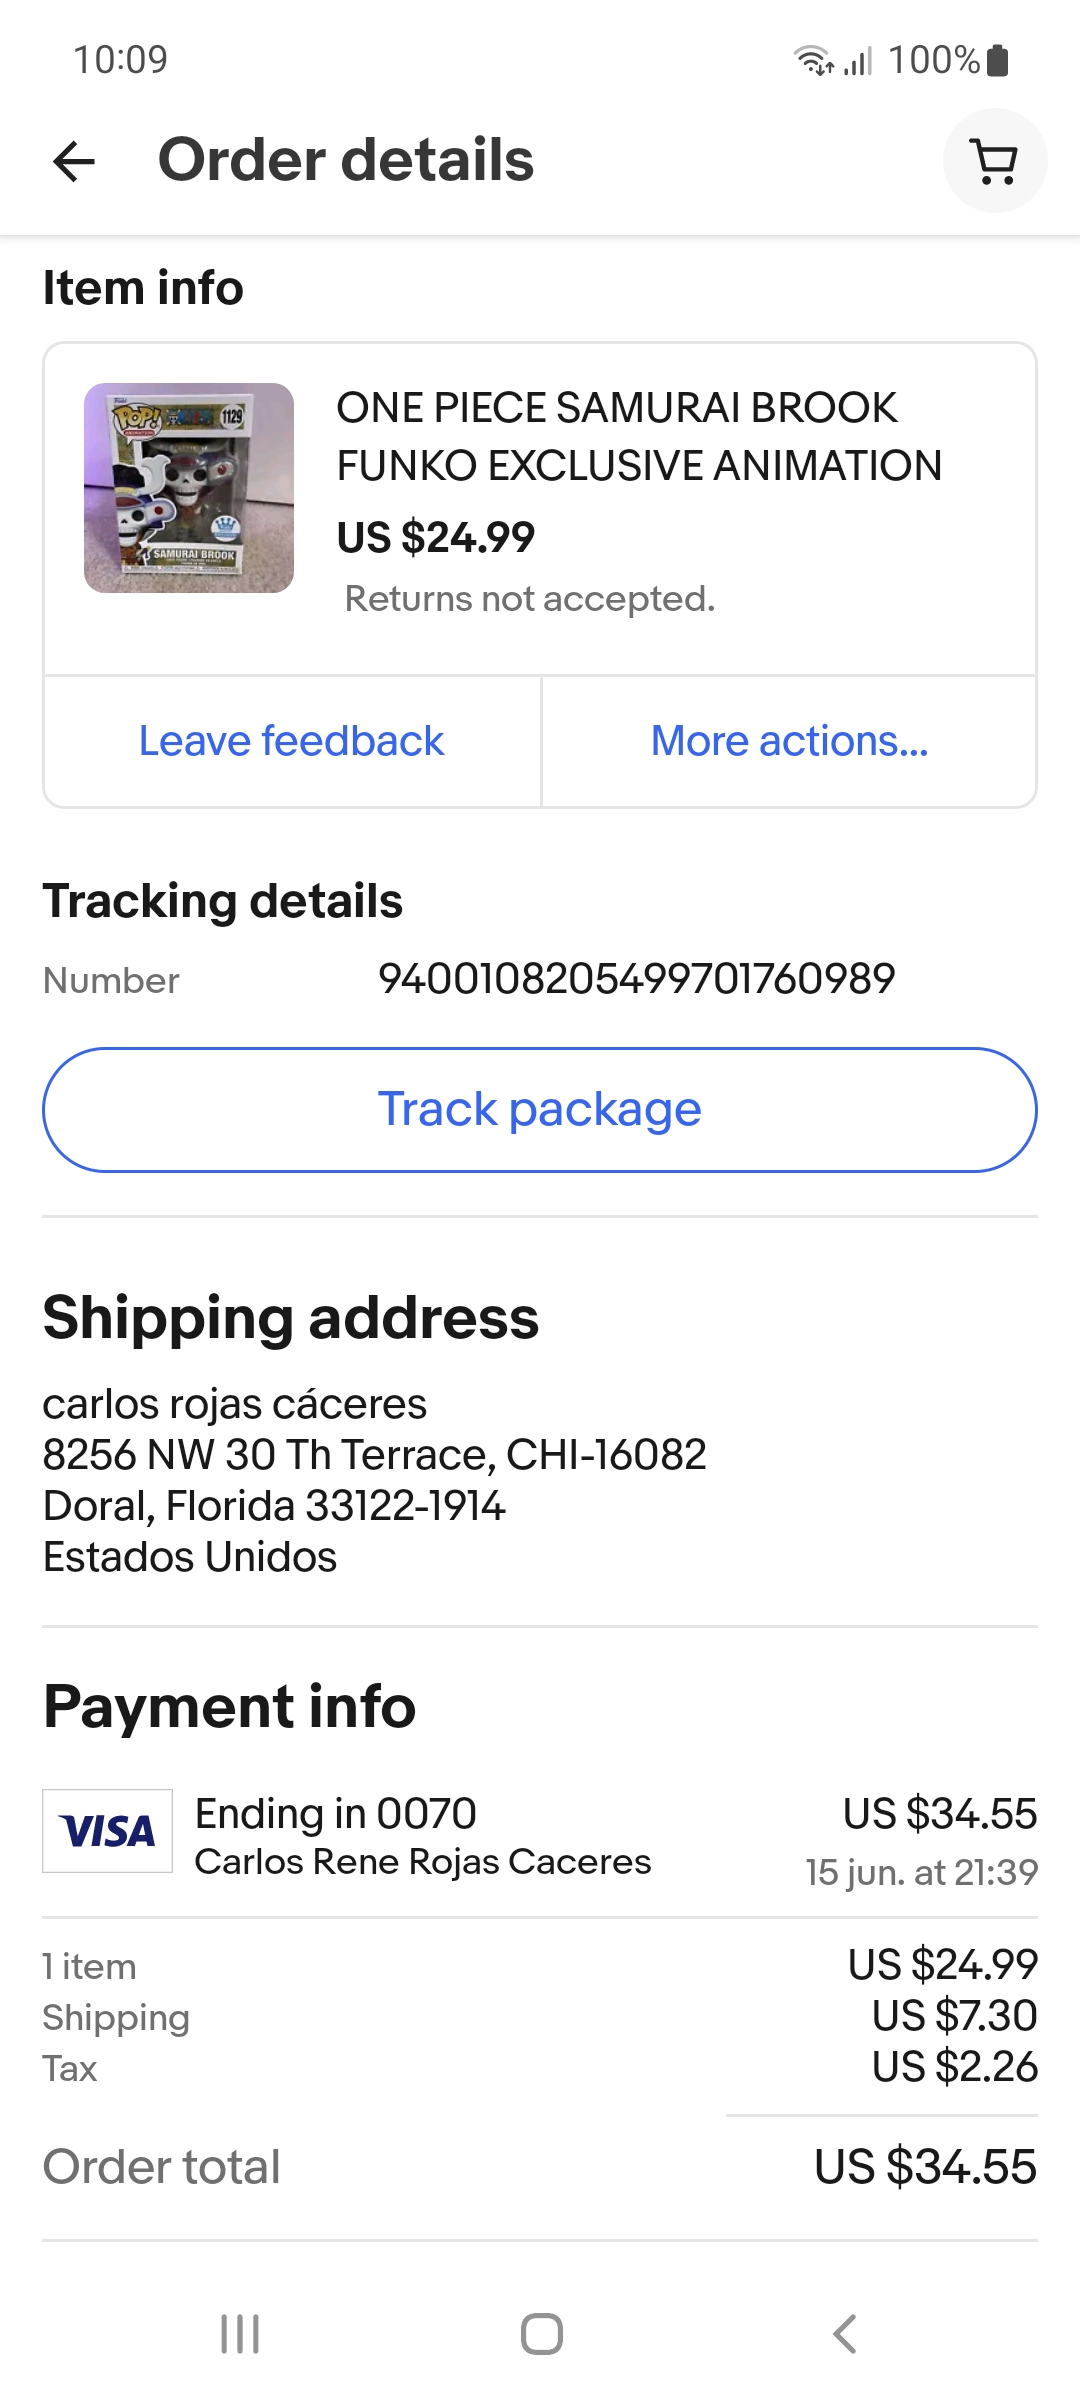 10:09
100%
Order details
Item info
POP!
1129
SAMURAI BROOK
ONE PIECE SAMURAI BROOK
FUNKO EXCLUSIVE ANIMATION
US $24.99
Returns not accepted.
Leave feedback
More actions...
Tracking details
Number 9400108205499701760989
Track package
Shipping address
carlos rojas cáceres
8256 NW 30 Th Terrace, CHI-16082
Doral, Florida 33122-1914
Estados Unidos
Payment info
VISA
Ending in 0070 US $34.55
Carlos Rene Rojas Caceres 15 jun. at 21:39
1 item US $24.99
Shipping US $7.30
Tax US $2.26
Order total US $34.55